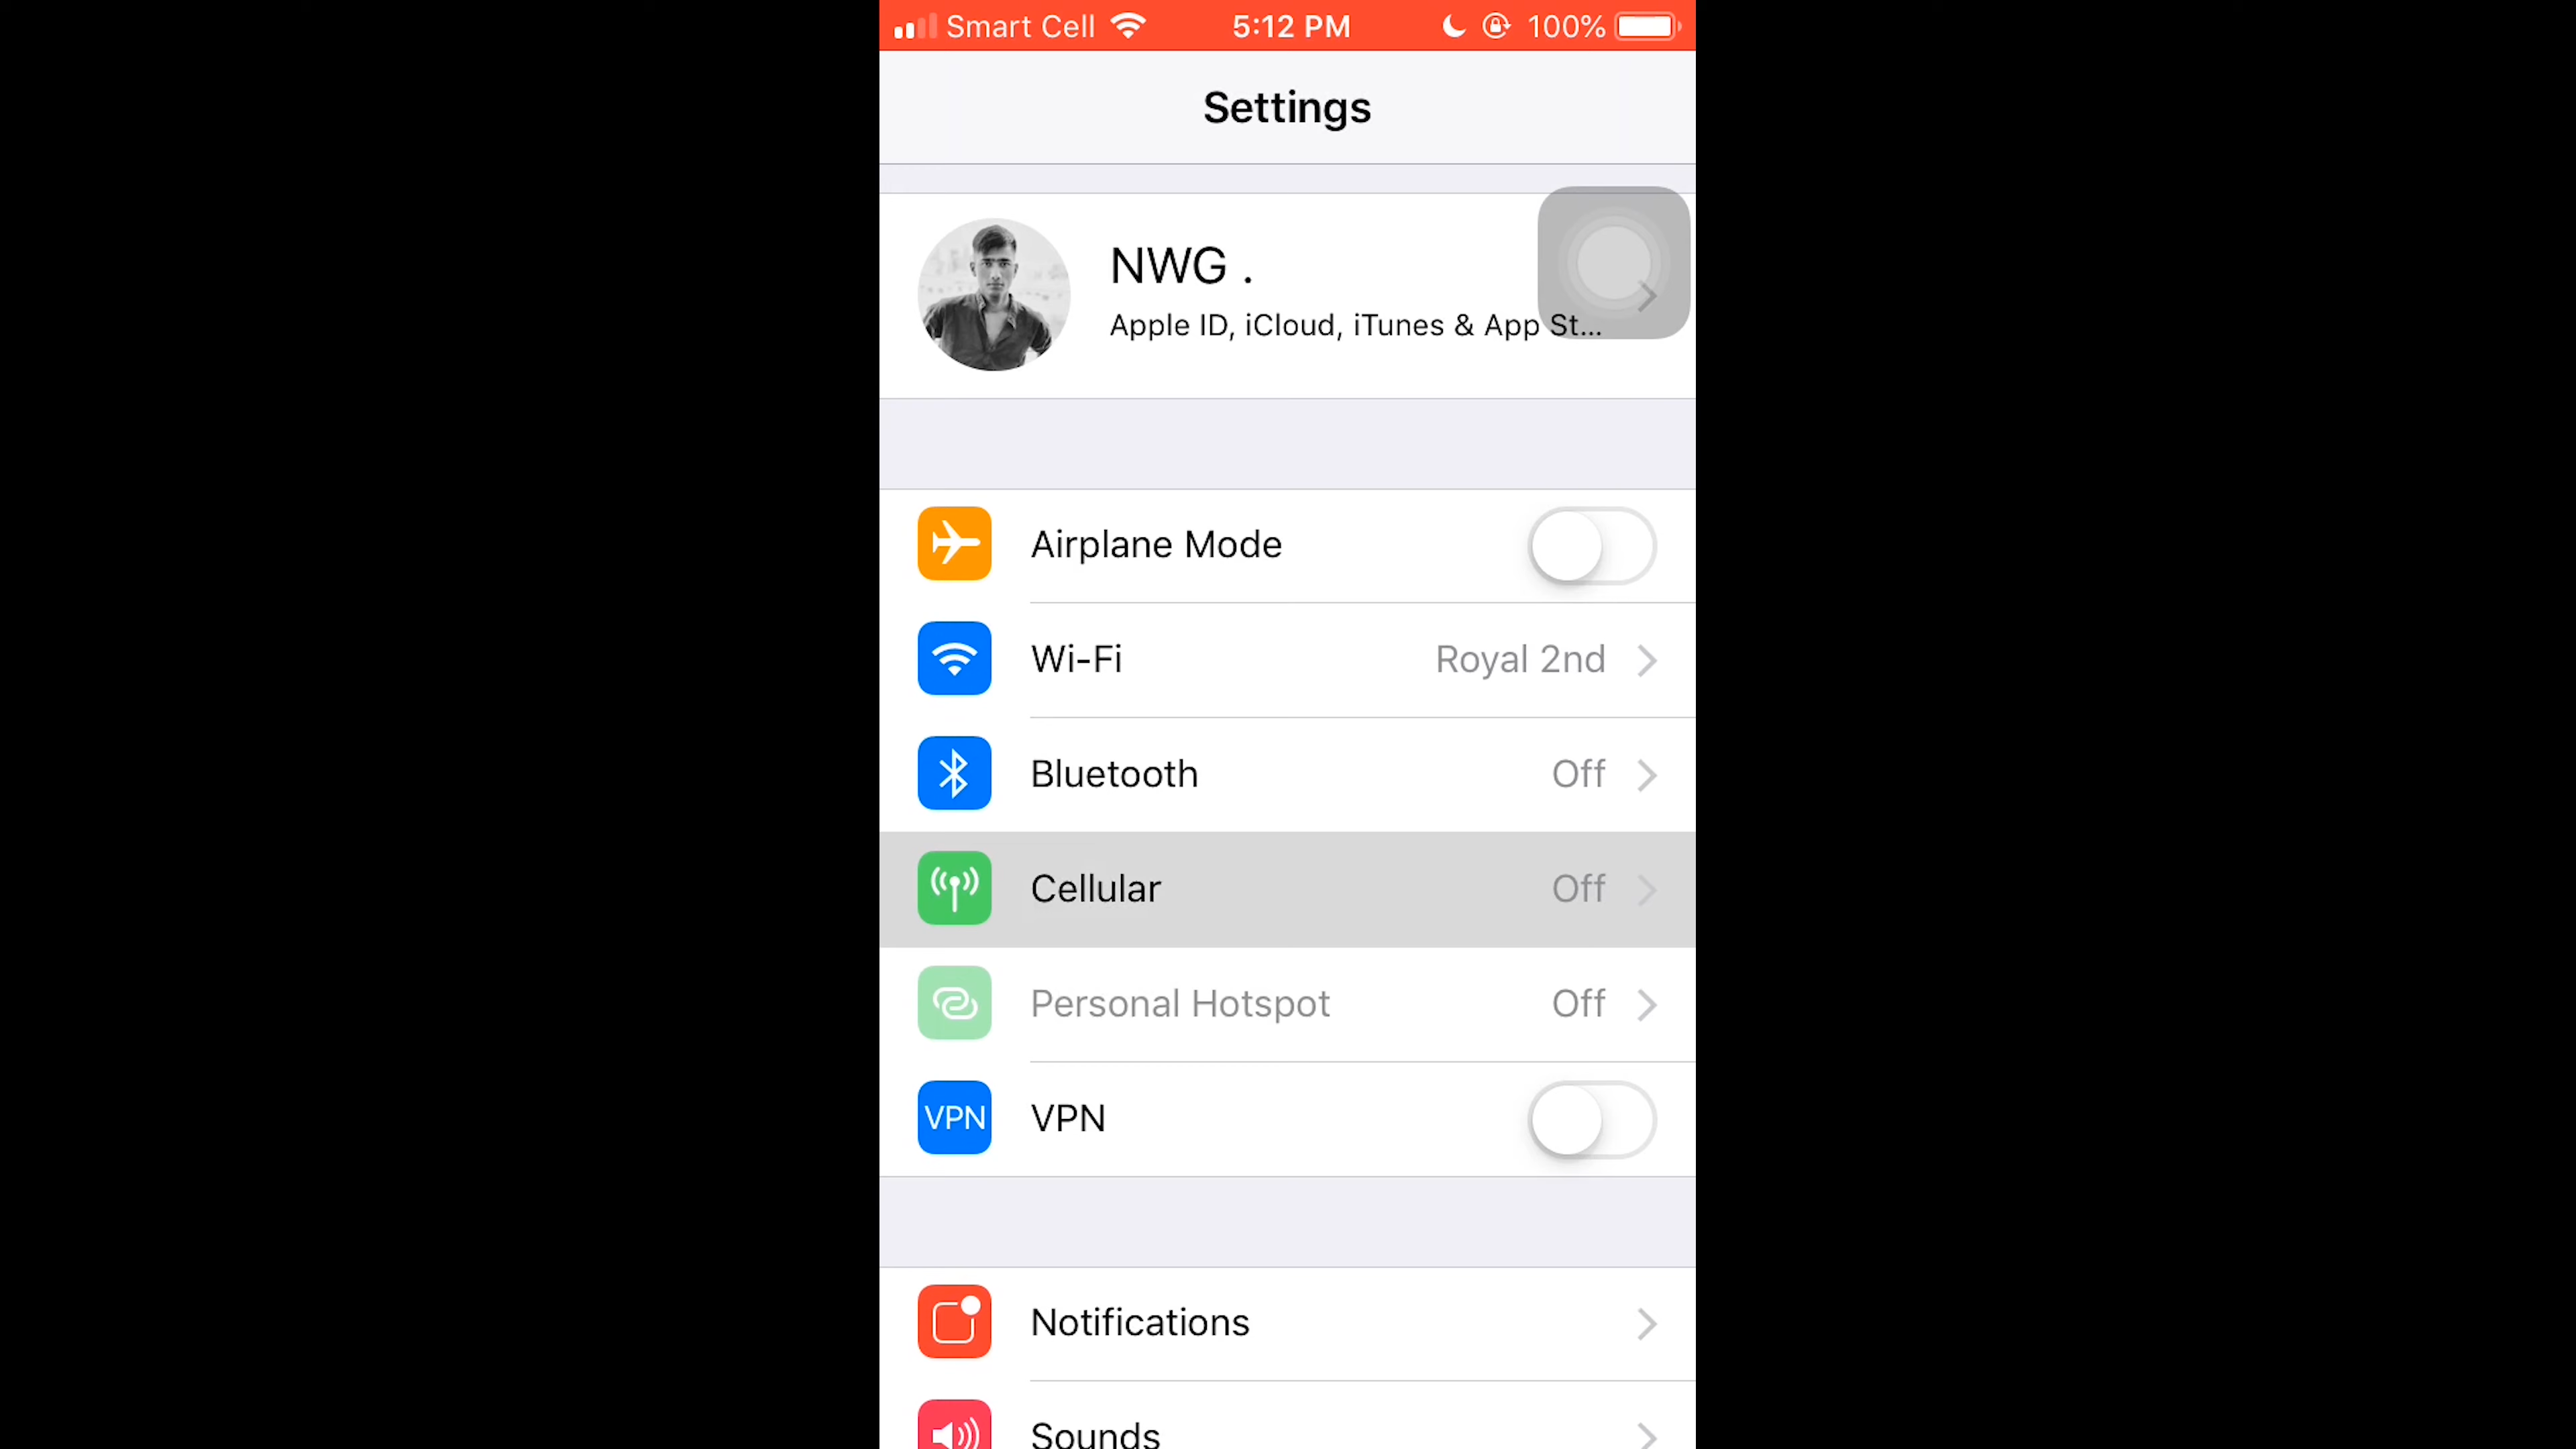 Smart Cell 5:12 PM 100%
Settings
NWG .
Apple ID, iCloud, iTunes & App St...
Airplane Mode
Wi-Fi Royal 2nd
Bluetooth Off
Cellular Off
Personal Hotspot Off
VPN VPN
Notifications
Sounds